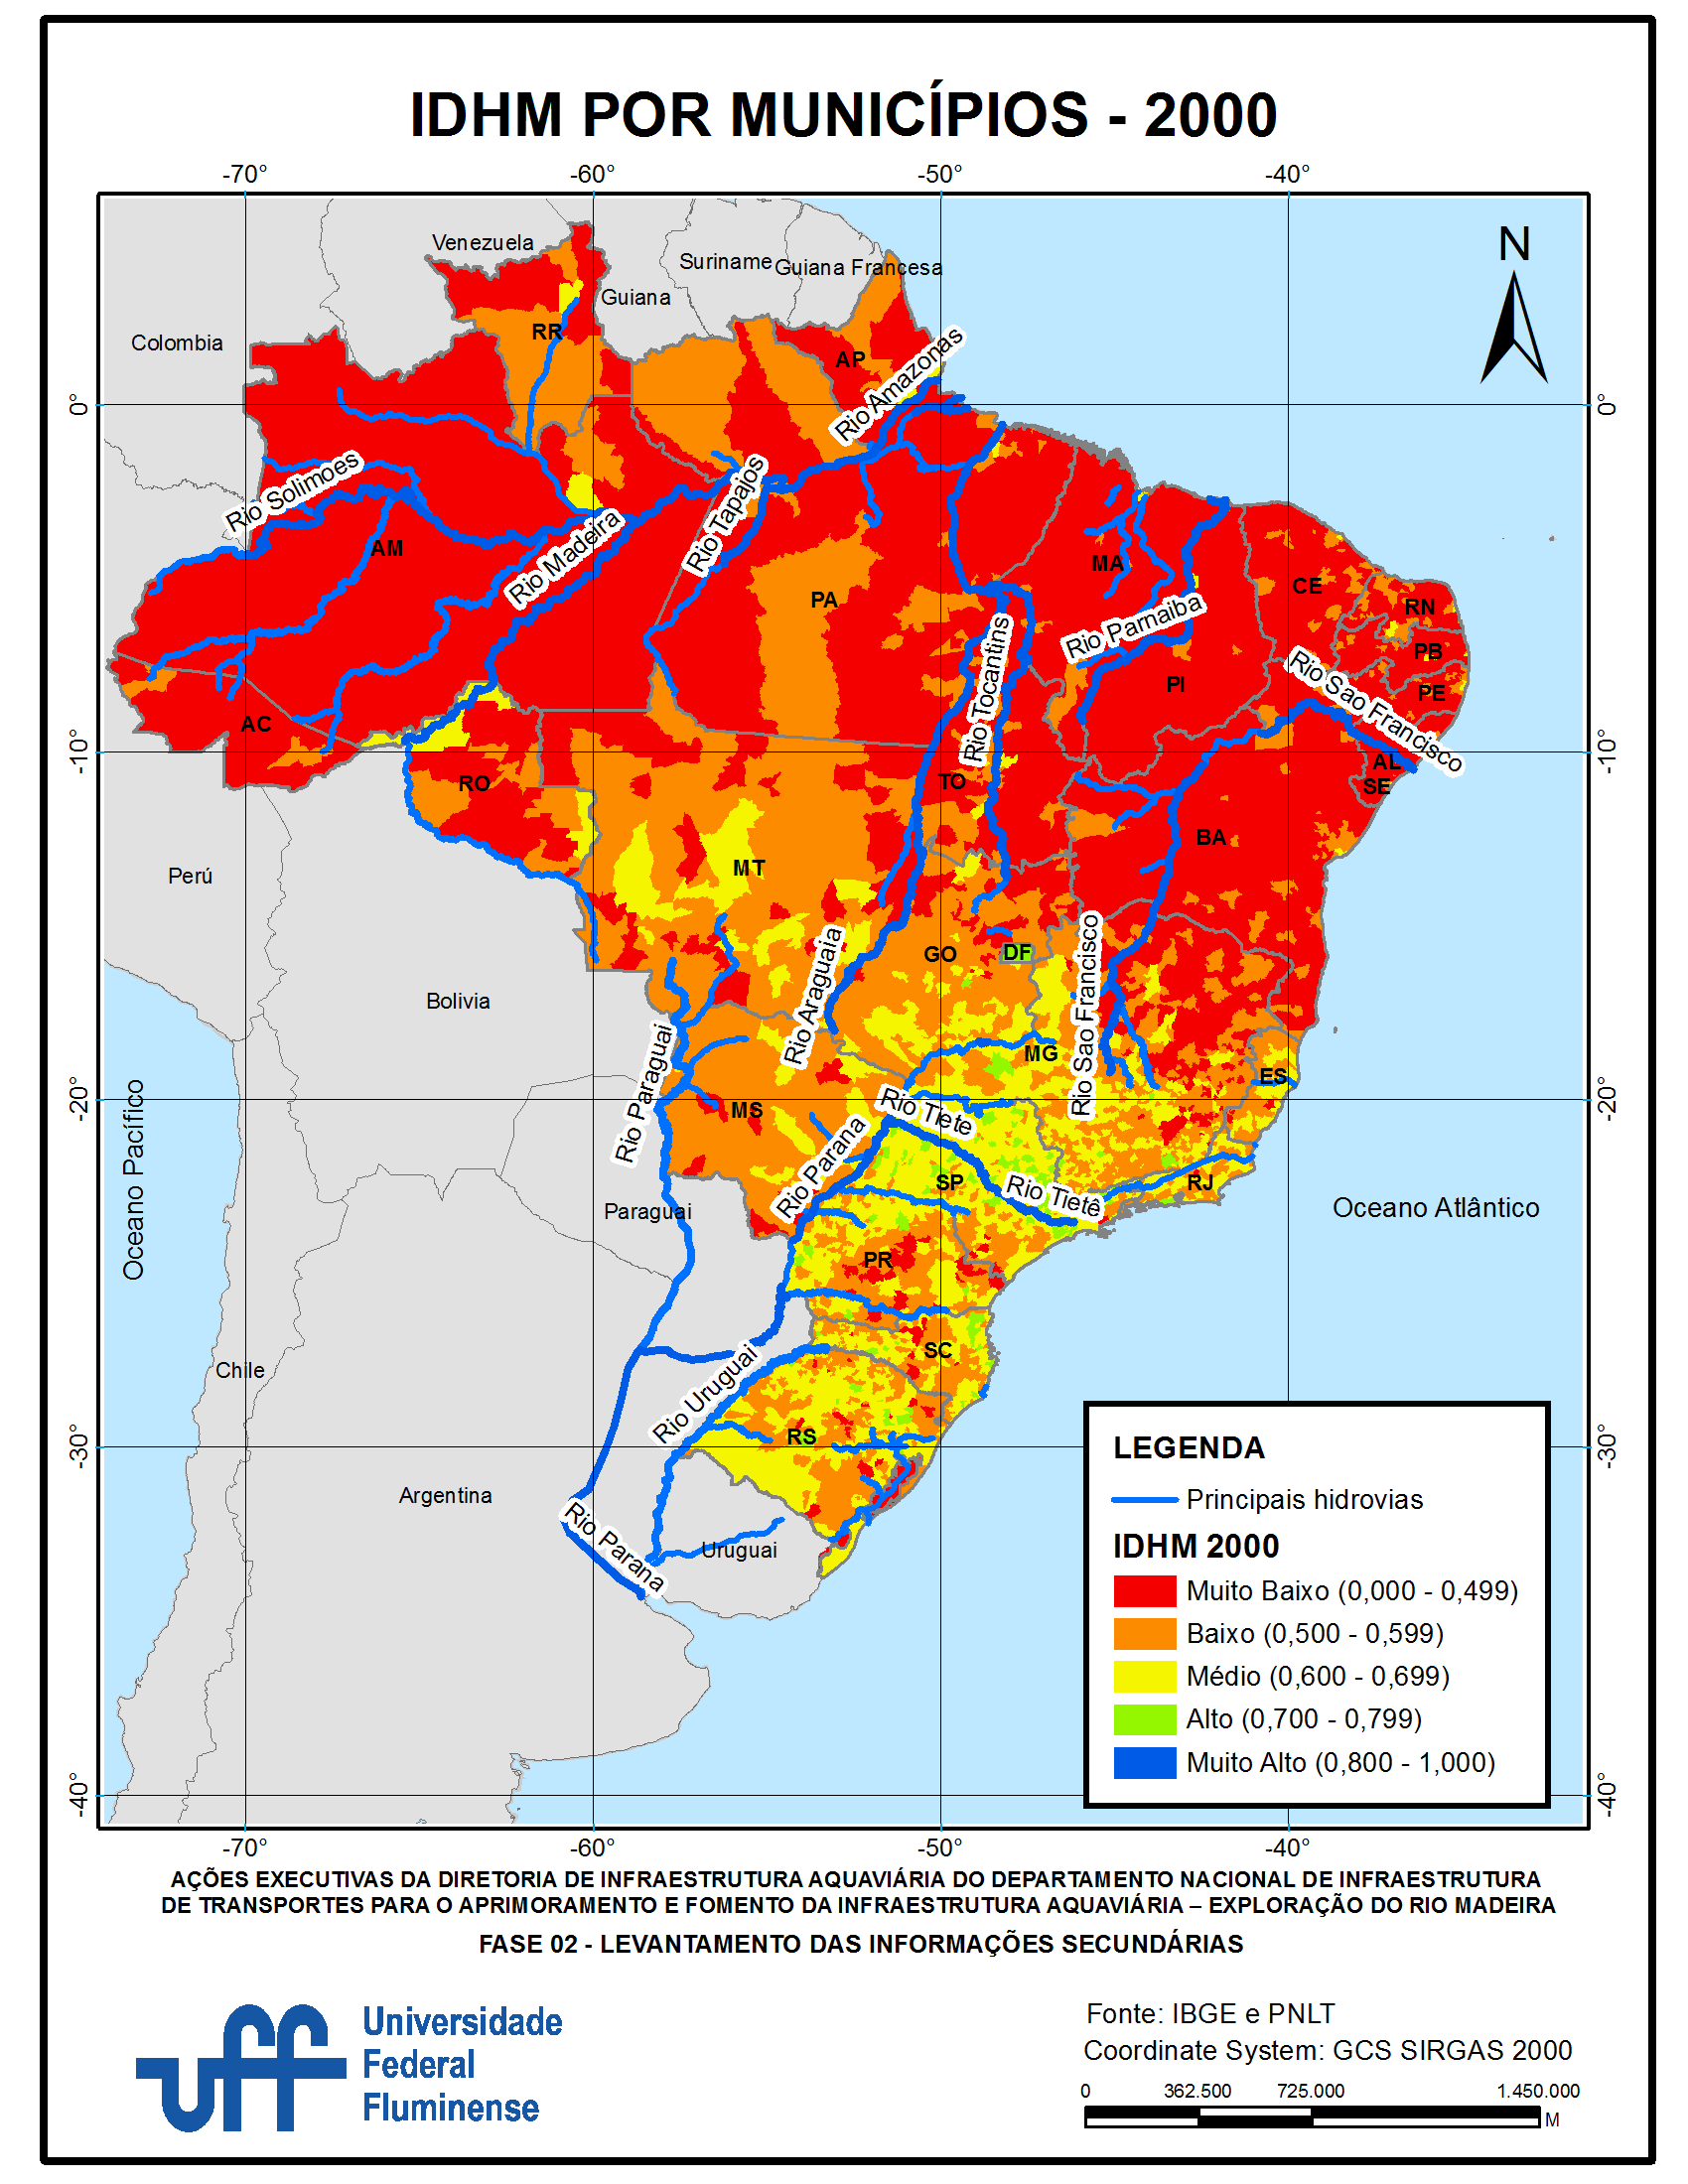 IDHM POR MUNICÍPIOS - 2000
-70° -60° -50° -40°
N
Venezuela
Suriname
Guiana Francesa
Guiana
Colombia
RR
AP
Rio Amazonas
0° 0°
Rio Solimoes
Rio Tapajos
Rio Madeira
AM
MA
CE
PA
RN
Rio Parnaiba
PB
Rio Tocantins
PI
PE
Rio Sao Francisco
AC
-10° -10°
AL
RO
TO
SE
BA
MT
Perú
GO
DF
Rio Araguaia
Rio Sao Francisco
Bolivia
Rio Paraguai
MG
ES
-20° -20°
MS
Rio Tiete
Rio Parana
SP
Rio Tietê
RJ
Oceano Pacífico
Oceano Atlântico
Paraguai
PR
SC
Chile
Rio Uruguai
RS
-30° -30°
Argentina
Rio Parana
Uruguai
LEGENDA
Principais hidrovias
IDHM 2000
Muito Baixo (0,000 - 0,499)
Baixo (0,500 - 0,599)
Médio (0,600 - 0,699)
Alto (0,700 - 0,799)
Muito Alto (0,800 - 1,000)
-40° -40°
-70° -60° -50° -40°
AÇÕES EXECUTIVAS DA DIRETORIA DE INFRAESTRUTURA AQUAVIÁRIA DO DEPARTAMENTO NACIONAL DE INFRAESTRUTURA
DE TRANSPORTES PARA O APRIMORAMENTO E FOMENTO DA INFRAESTRUTURA AQUAVIÁRIA – EXPLORAÇÃO DO RIO MADEIRA
FASE 02 - LEVANTAMENTO DAS INFORMAÇÕES SECUNDÁRIAS
uff
Universidade
Federal
Fluminense
Fonte: IBGE e PNLT
Coordinate System: GCS SIRGAS 2000
0 362.500 725.000 1.450.000
M